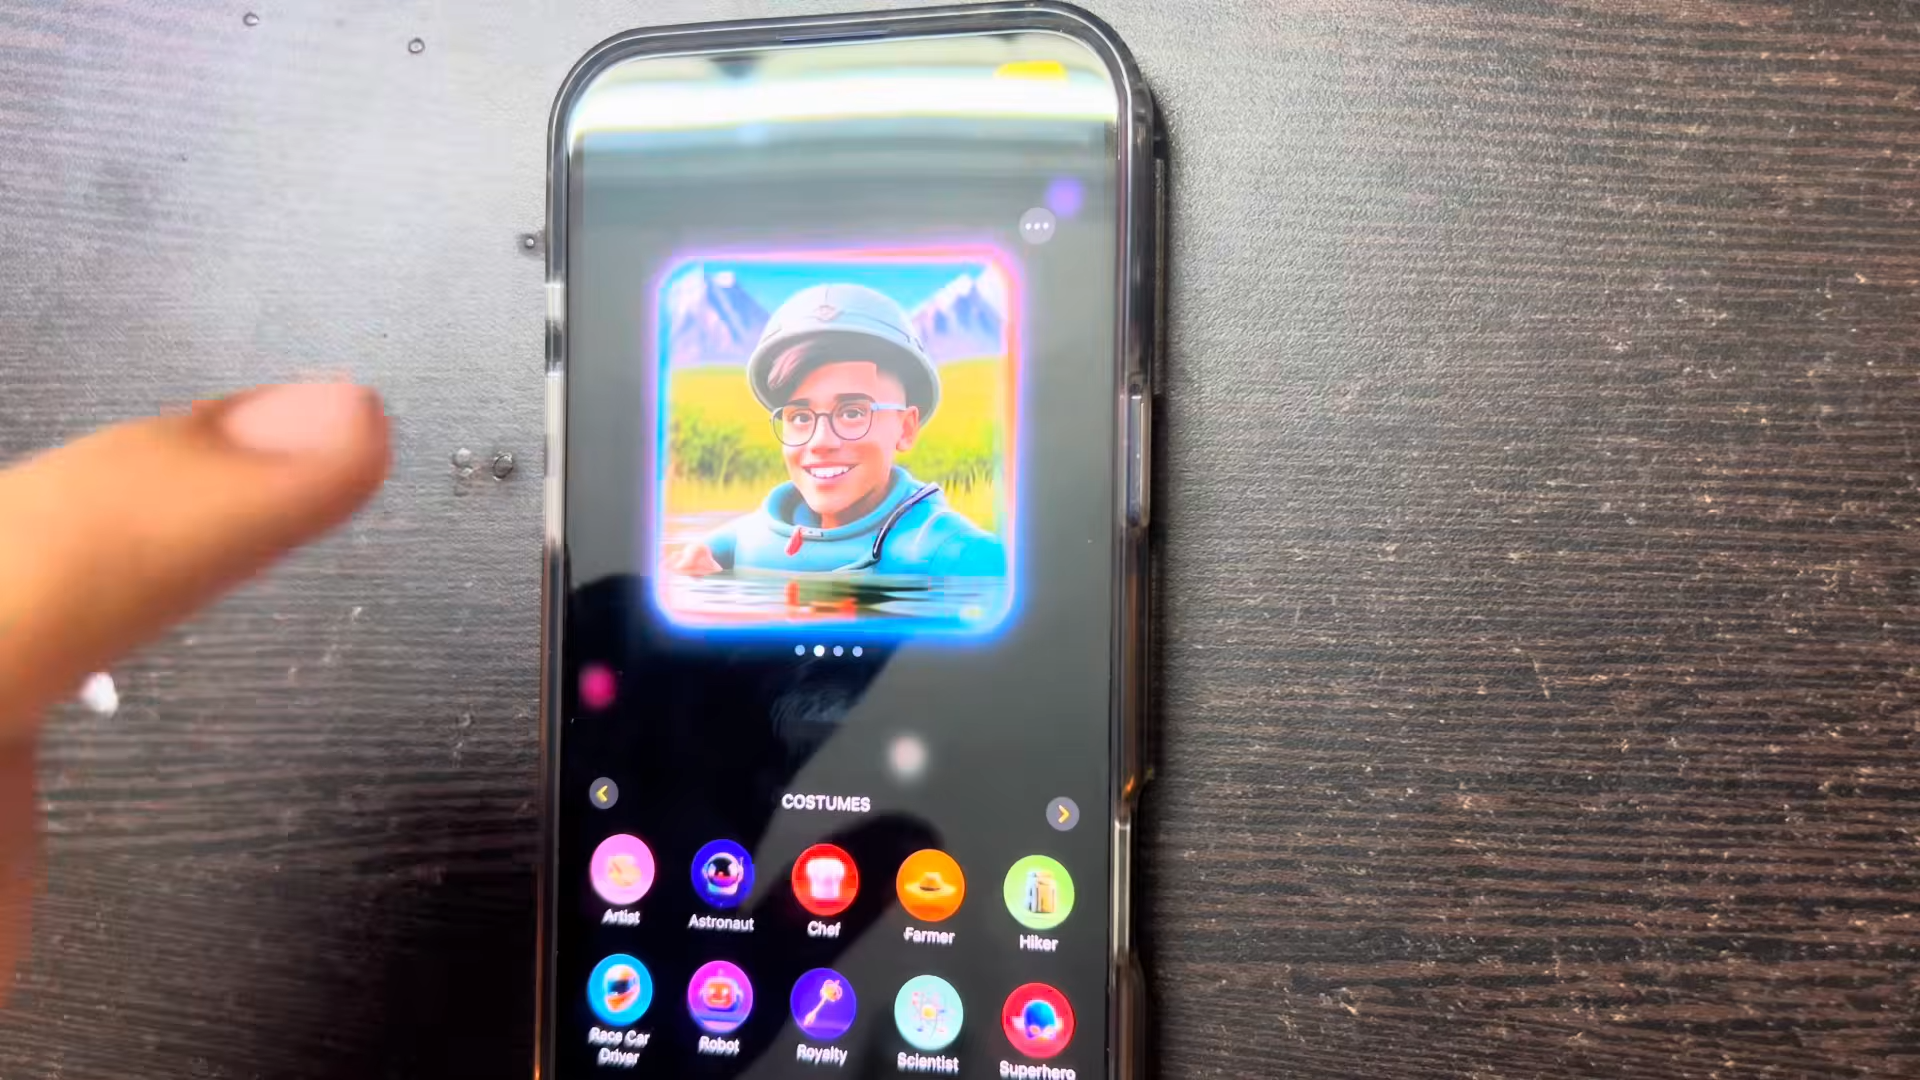 COSTUMES
Artist
Astronaut
Chef
Farmer
Hiker
Race Car
Driver
Robot
Royalty
Scientist
Superhero